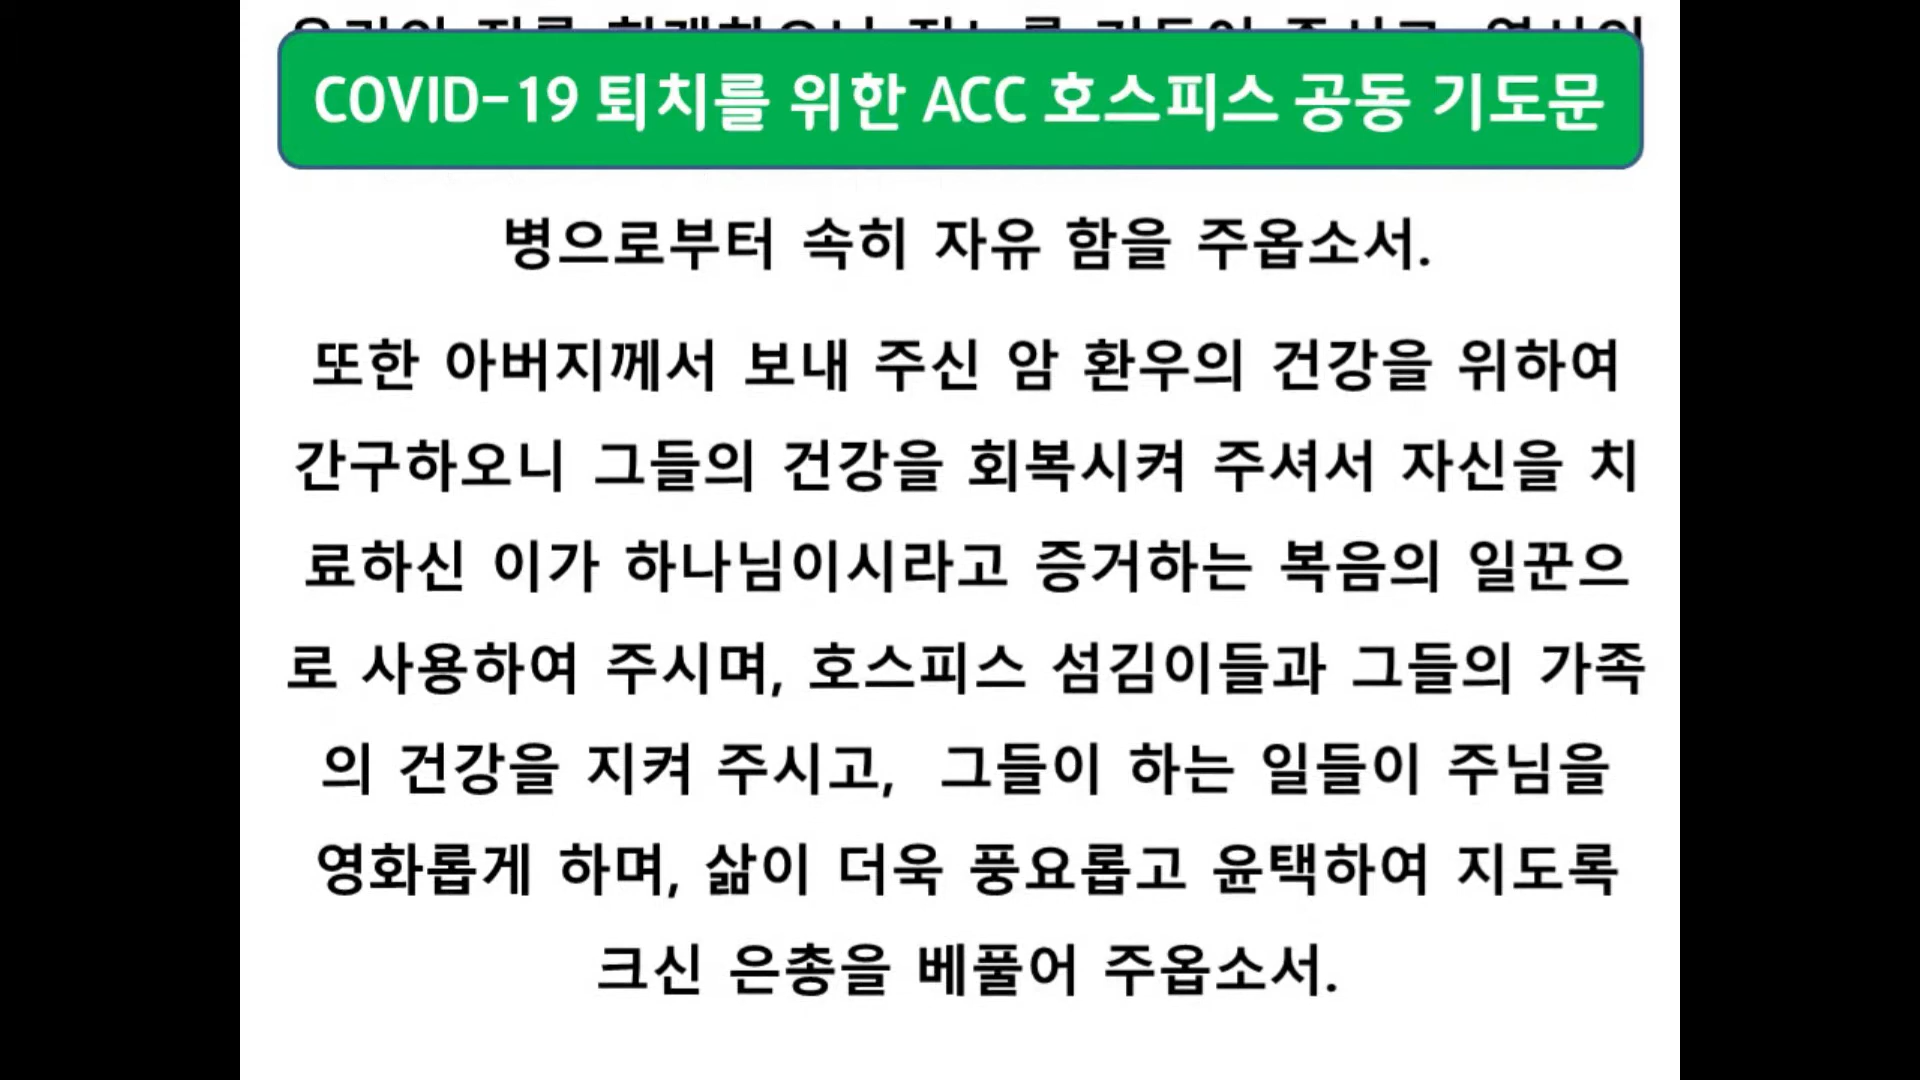 COVID-19 퇴치를 위한 ACC 호스피스 공동 기도문
병으로부터 속히 자유 함을 주옵소서.
또한 아버지께서 보내 주신 암 환우의 건강을 위하여
간구하오니 그들의 건강을 회복시켜 주셔서 자신을 치
료하신 이가 하나님이시라고 증거하는 복음의 일꾼으
로 사용하여 주시며, 호스피스 섬김이들과 그들의 가족
의 건강을 지켜 주시고,  그들이 하는 일들이 주님을
영화롭게 하며, 삶이 더욱 풍요롭고 윤택하여 지도록
크신 은총을 베풀어 주옵소서.